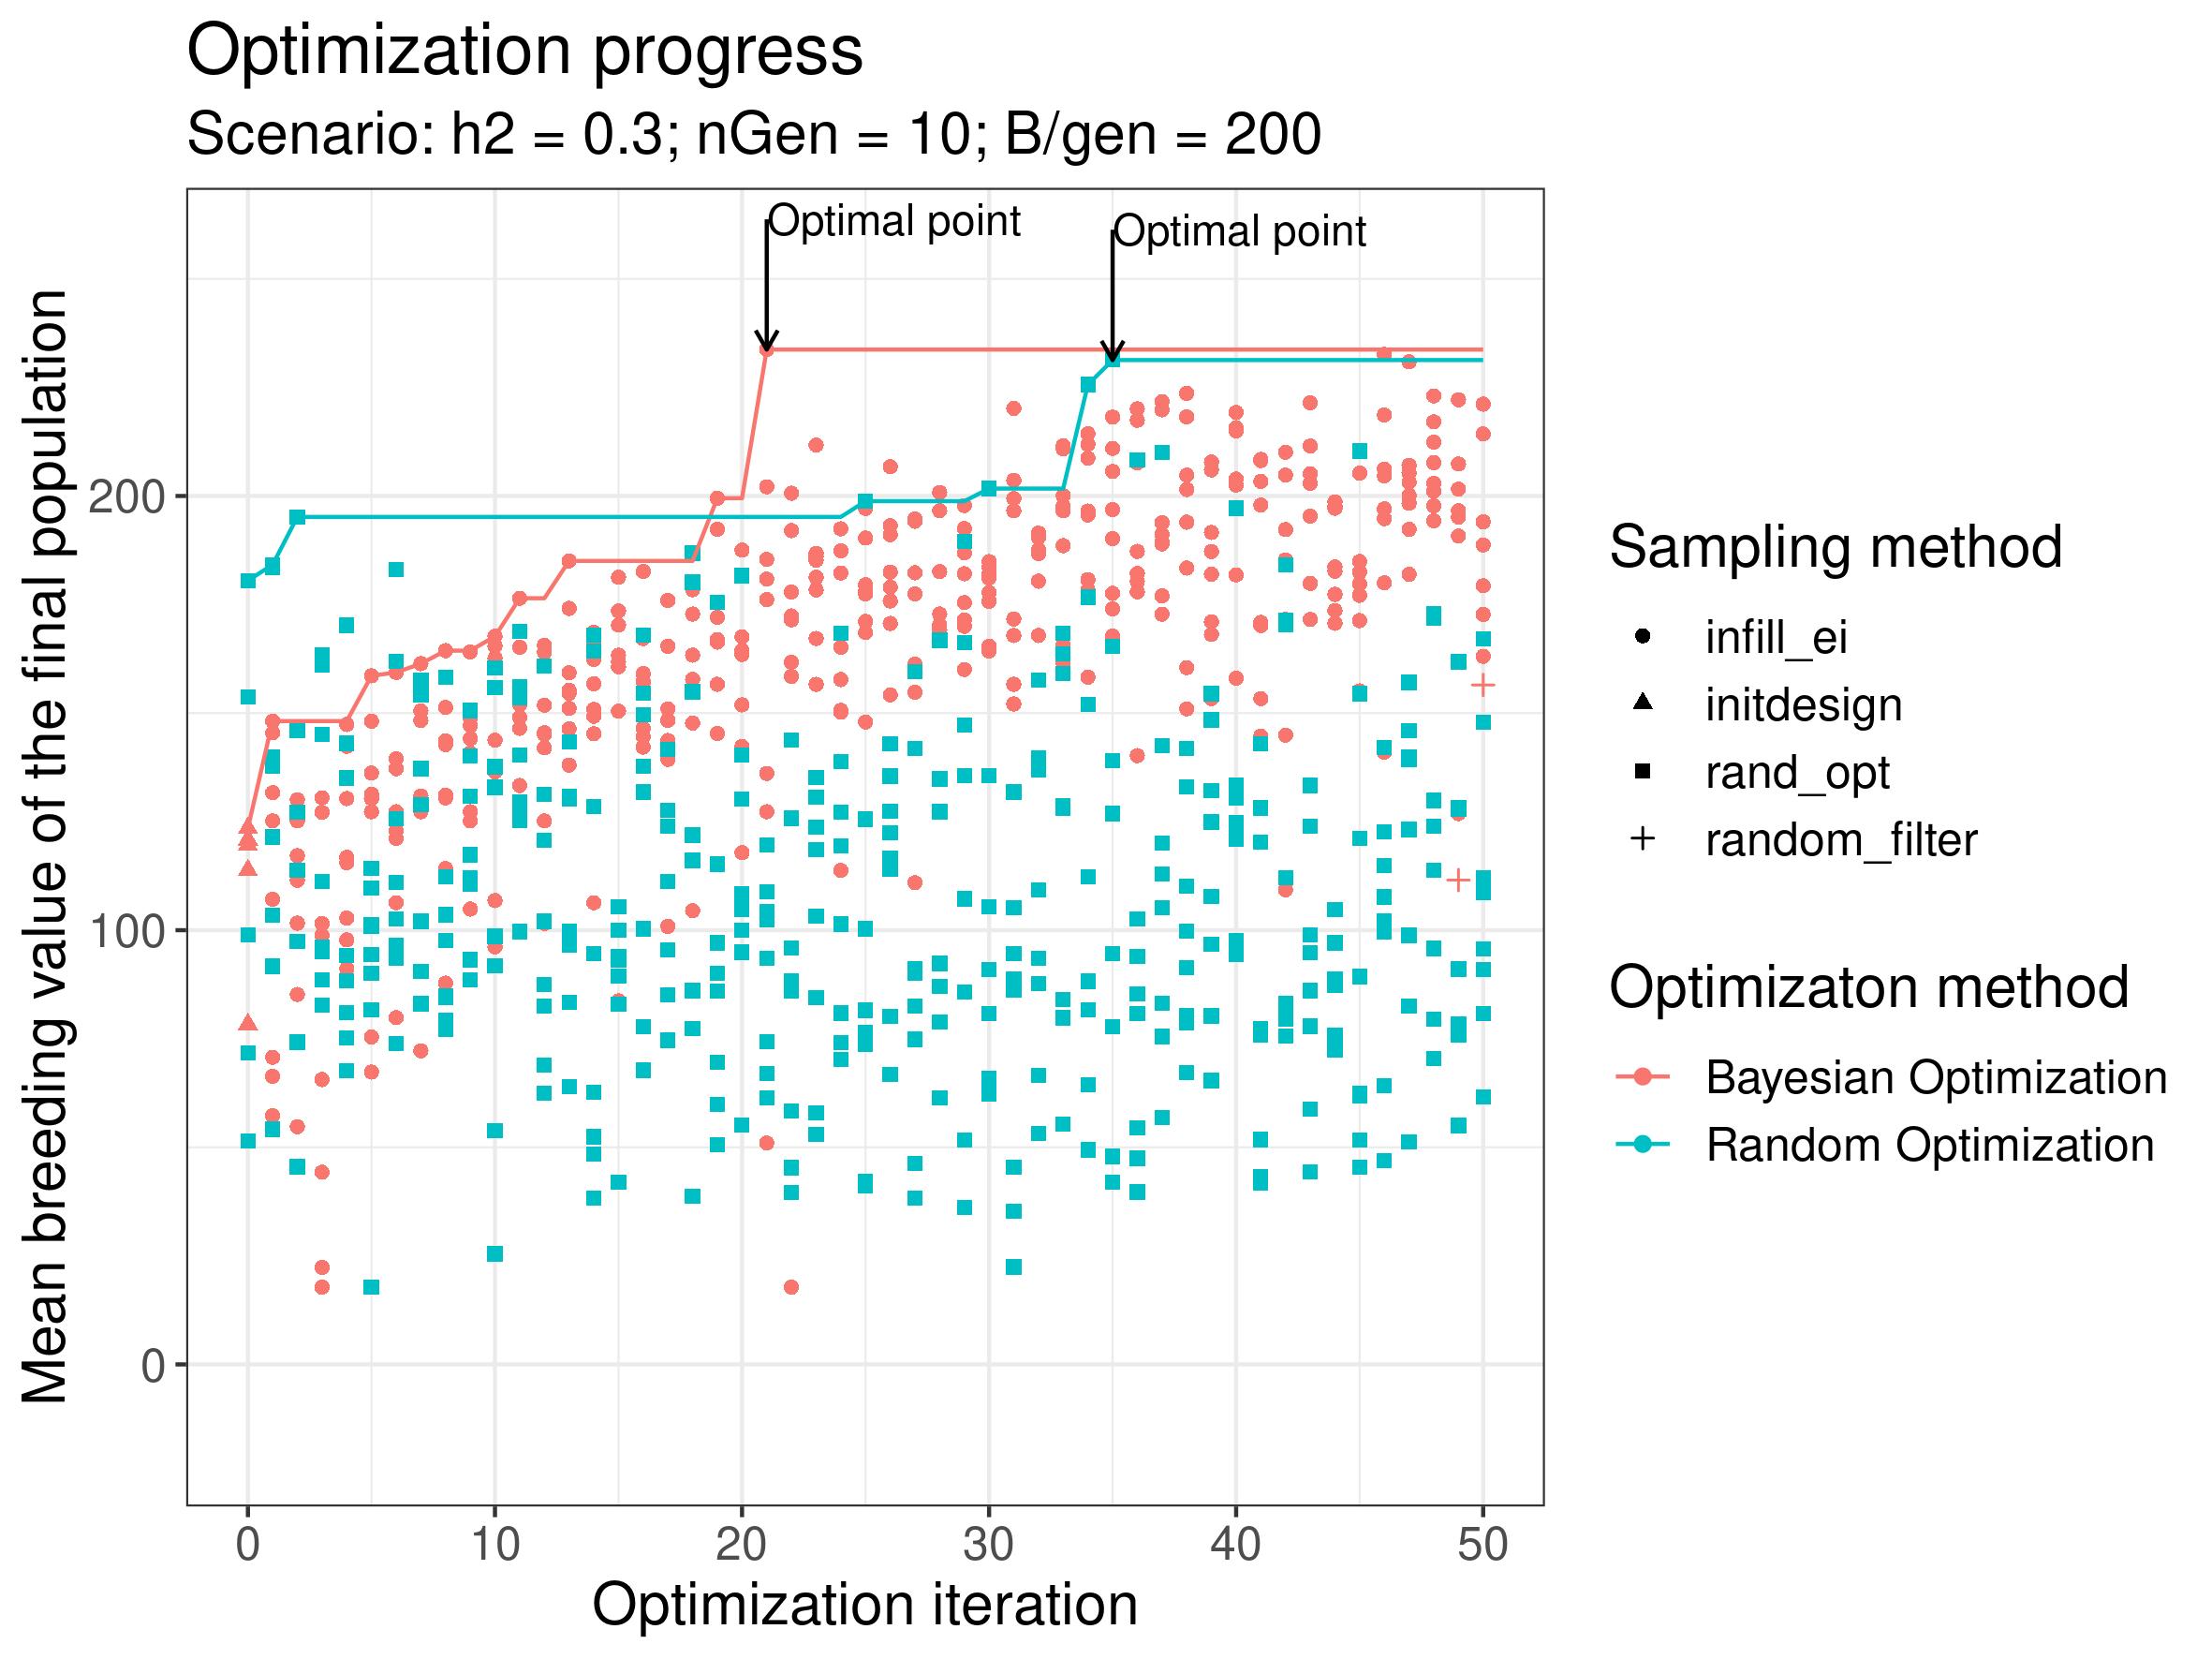 Optimization progress
Scenario: h2 = 0.3; nGen = 10; B/gen = 200
Optimal point
Optimal point
Mean breeding value of the final population
200
100
0
0
10
20
30
40
50
Optimization iteration
Sampling method
infill_ei
initdesign
rand_opt
random_filter
Optimizaton method
Bayesian Optimization
Random Optimization